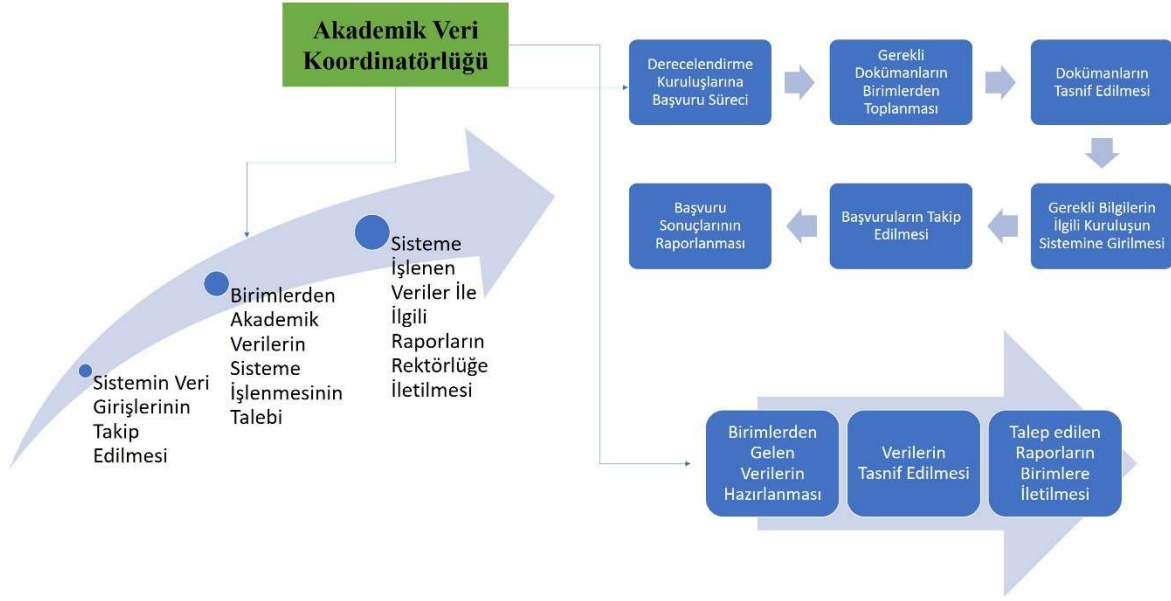 Akademik Veri
Koordinatörlüğü
Derecelendirme
Kuruluşlarına
Başvuru Süreci
Gerekli
Dokümanların
Birimlerden
Toplanması
Dokümanların
Tasnif Edilmesi
Gerekli Bilgilerin
İlgili Kuruluşun
Sistemine Girilmesi
Başvuruların Takip
Edilmesi
Başvuru
Sonuçlarının
Raporlanması
Sistemin Veri
Girişlerinin
Takip
Edilmesi
Birimlerden
Akademik
Verilerin
Sisteme
İşlenmesinin
Talebi
Sisteme
İşlenen
Veriler İle
İlgili
Raporların
Rektörlüğe
İletilmesi
Birimlerden
Gelen
Verilerin
Hazırlanması
Verilerin
Tasnif Edilmesi
Talep edilen
Raporların
Birimlere
İletilmesi